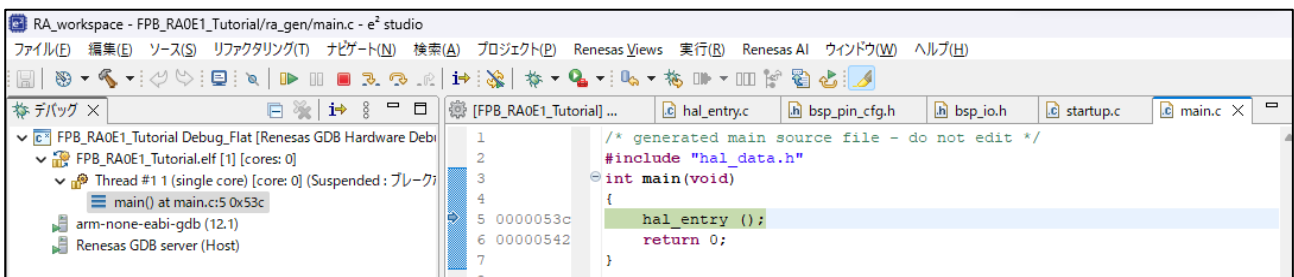 RA_workspace - FPB_RA0E1_Tutorial/ra_gen/main.c - e² studio
ファイル(F) 編集(E) ソース(S) リファクタリング(T) ナビゲート(N) 検索(A) プロジェクト(P) Renesas Views 実行(R) Renesas AI ウィンドウ(W) ヘルプ(H)
デバッグ
[FPB_RA0E1_Tutorial] ... hal_entry.c bsp_pin_cfg.h bsp_io.h startup.c main.c
FPB_RA0E1_Tutorial Debug_Flat [Renesas GDB Hardware Debu
FPB_RA0E1_Tutorial.elf [1] [cores: 0]
Thread #1 1 (single core) [core: 0] (Suspended : ブレークポ
main() at main.c:5 0x53c
arm-none-eabi-gdb (12.1)
Renesas GDB server (Host)
1 /* generated main source file - do not edit */
2 #include "hal_data.h"
3 int main(void)
4 {
5 0000053c hal_entry ();
6 00000542 return 0;
7 }